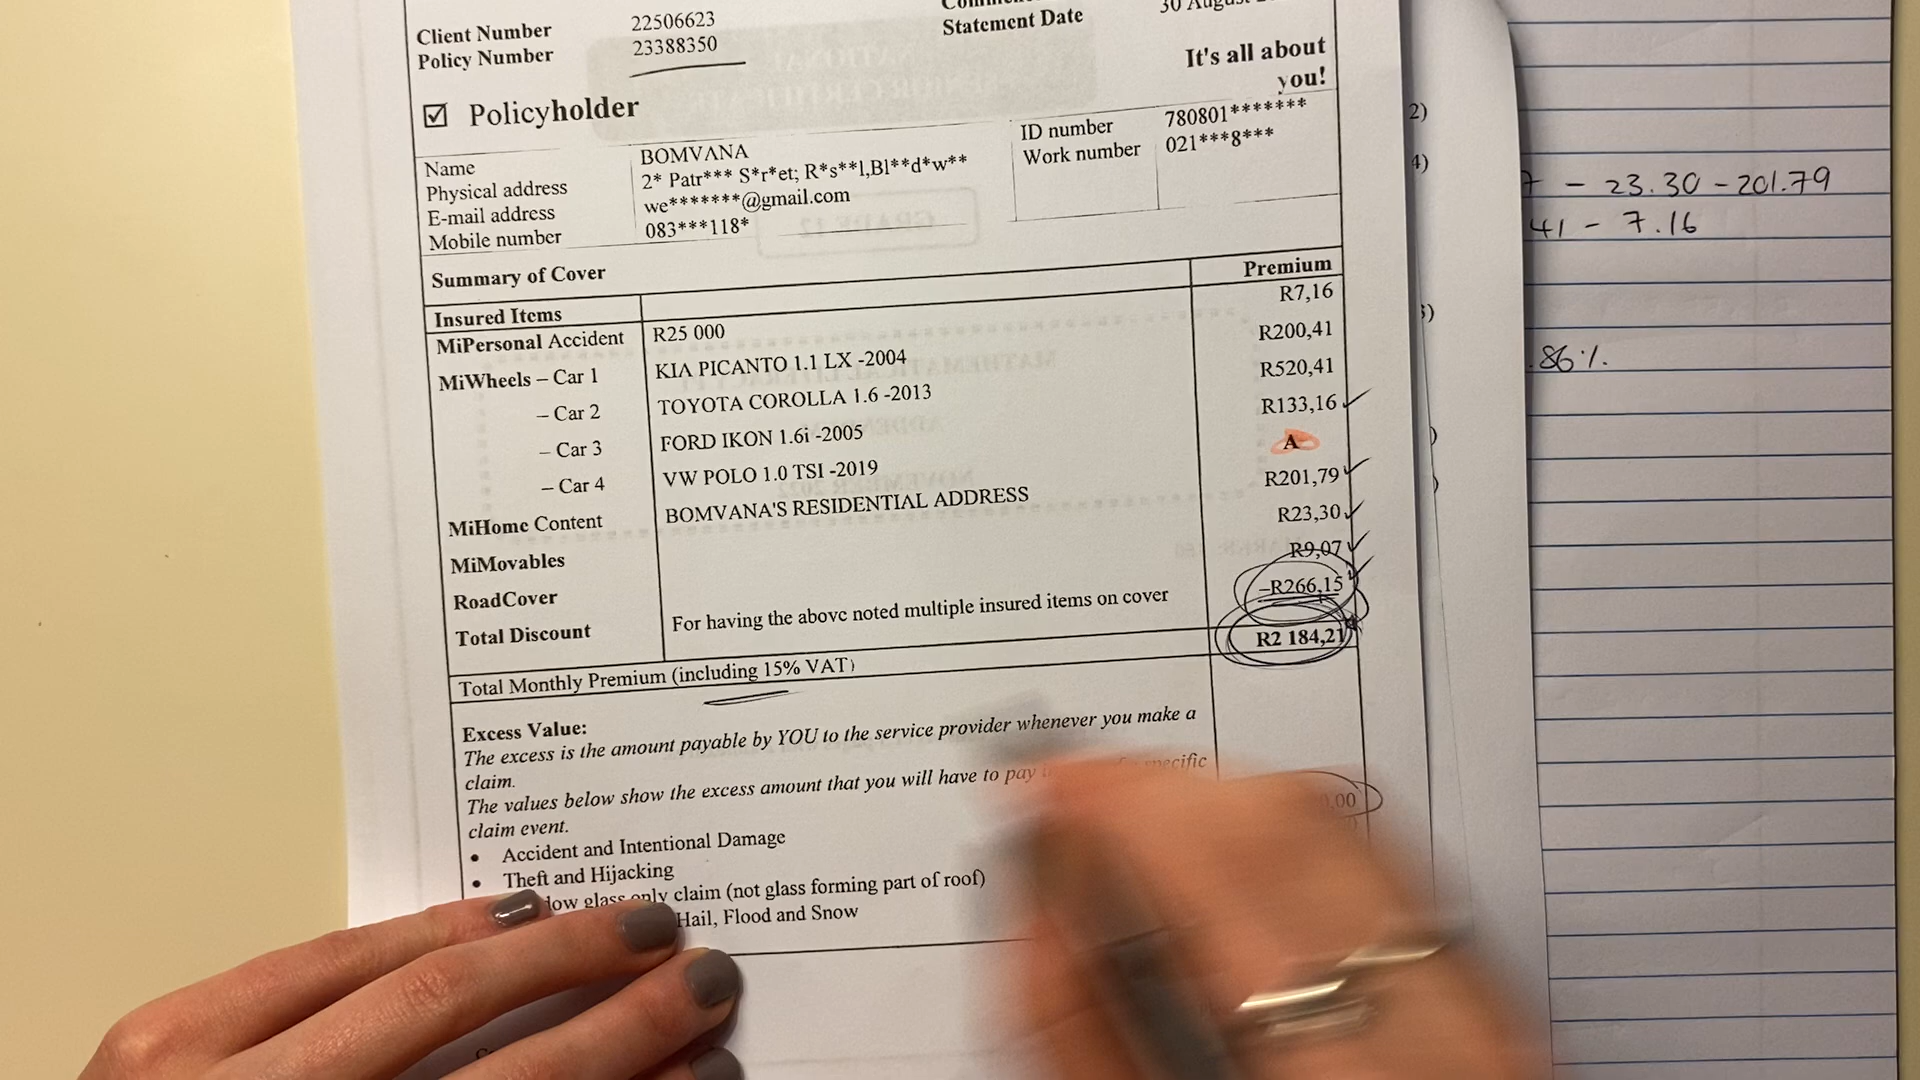 Client Number 22506623
Statement Date 30 August
Policy Number 23388350
It's all about
you!
☑ Policyholder
Name BOMVANA
ID number 780801*******
Physical address 2* Patr*** S*r*et; R*s**l,Bl**d*w**
Work number 021***8***
E-mail address we*******@gmail.com
Mobile number 083***118*
Summary of Cover
Insured Items Premium
MiPersonal Accident R25 000 R7,16
MiWheels – Car 1 KIA PICANTO 1.1 LX -2004 R200,41
– Car 2 TOYOTA COROLLA 1.6 -2013 R520,41
– Car 3 FORD IKON 1.6i -2005 R133,16
– Car 4 VW POLO 1.0 TSI -2019 A
MiHome Content BOMVANA'S RESIDENTIAL ADDRESS R201,79
MiMovables R23,30
RoadCover R9,07
Total Discount For having the above noted multiple insured items on cover –R266,15
Total Monthly Premium (including 15% VAT) R2 184,21
Excess Value:
The excess is the amount payable by YOU to the service provider whenever you make a
claim.
The values below show the excess amount that you will have to pay specific
claim event.
• Accident and Intentional Damage
• Theft and Hijacking
glass only claim (not glass forming part of roof)
Hail, Flood and Snow
2)
4)
- 23.30 - 201.79
41 - 7.16
.86%.